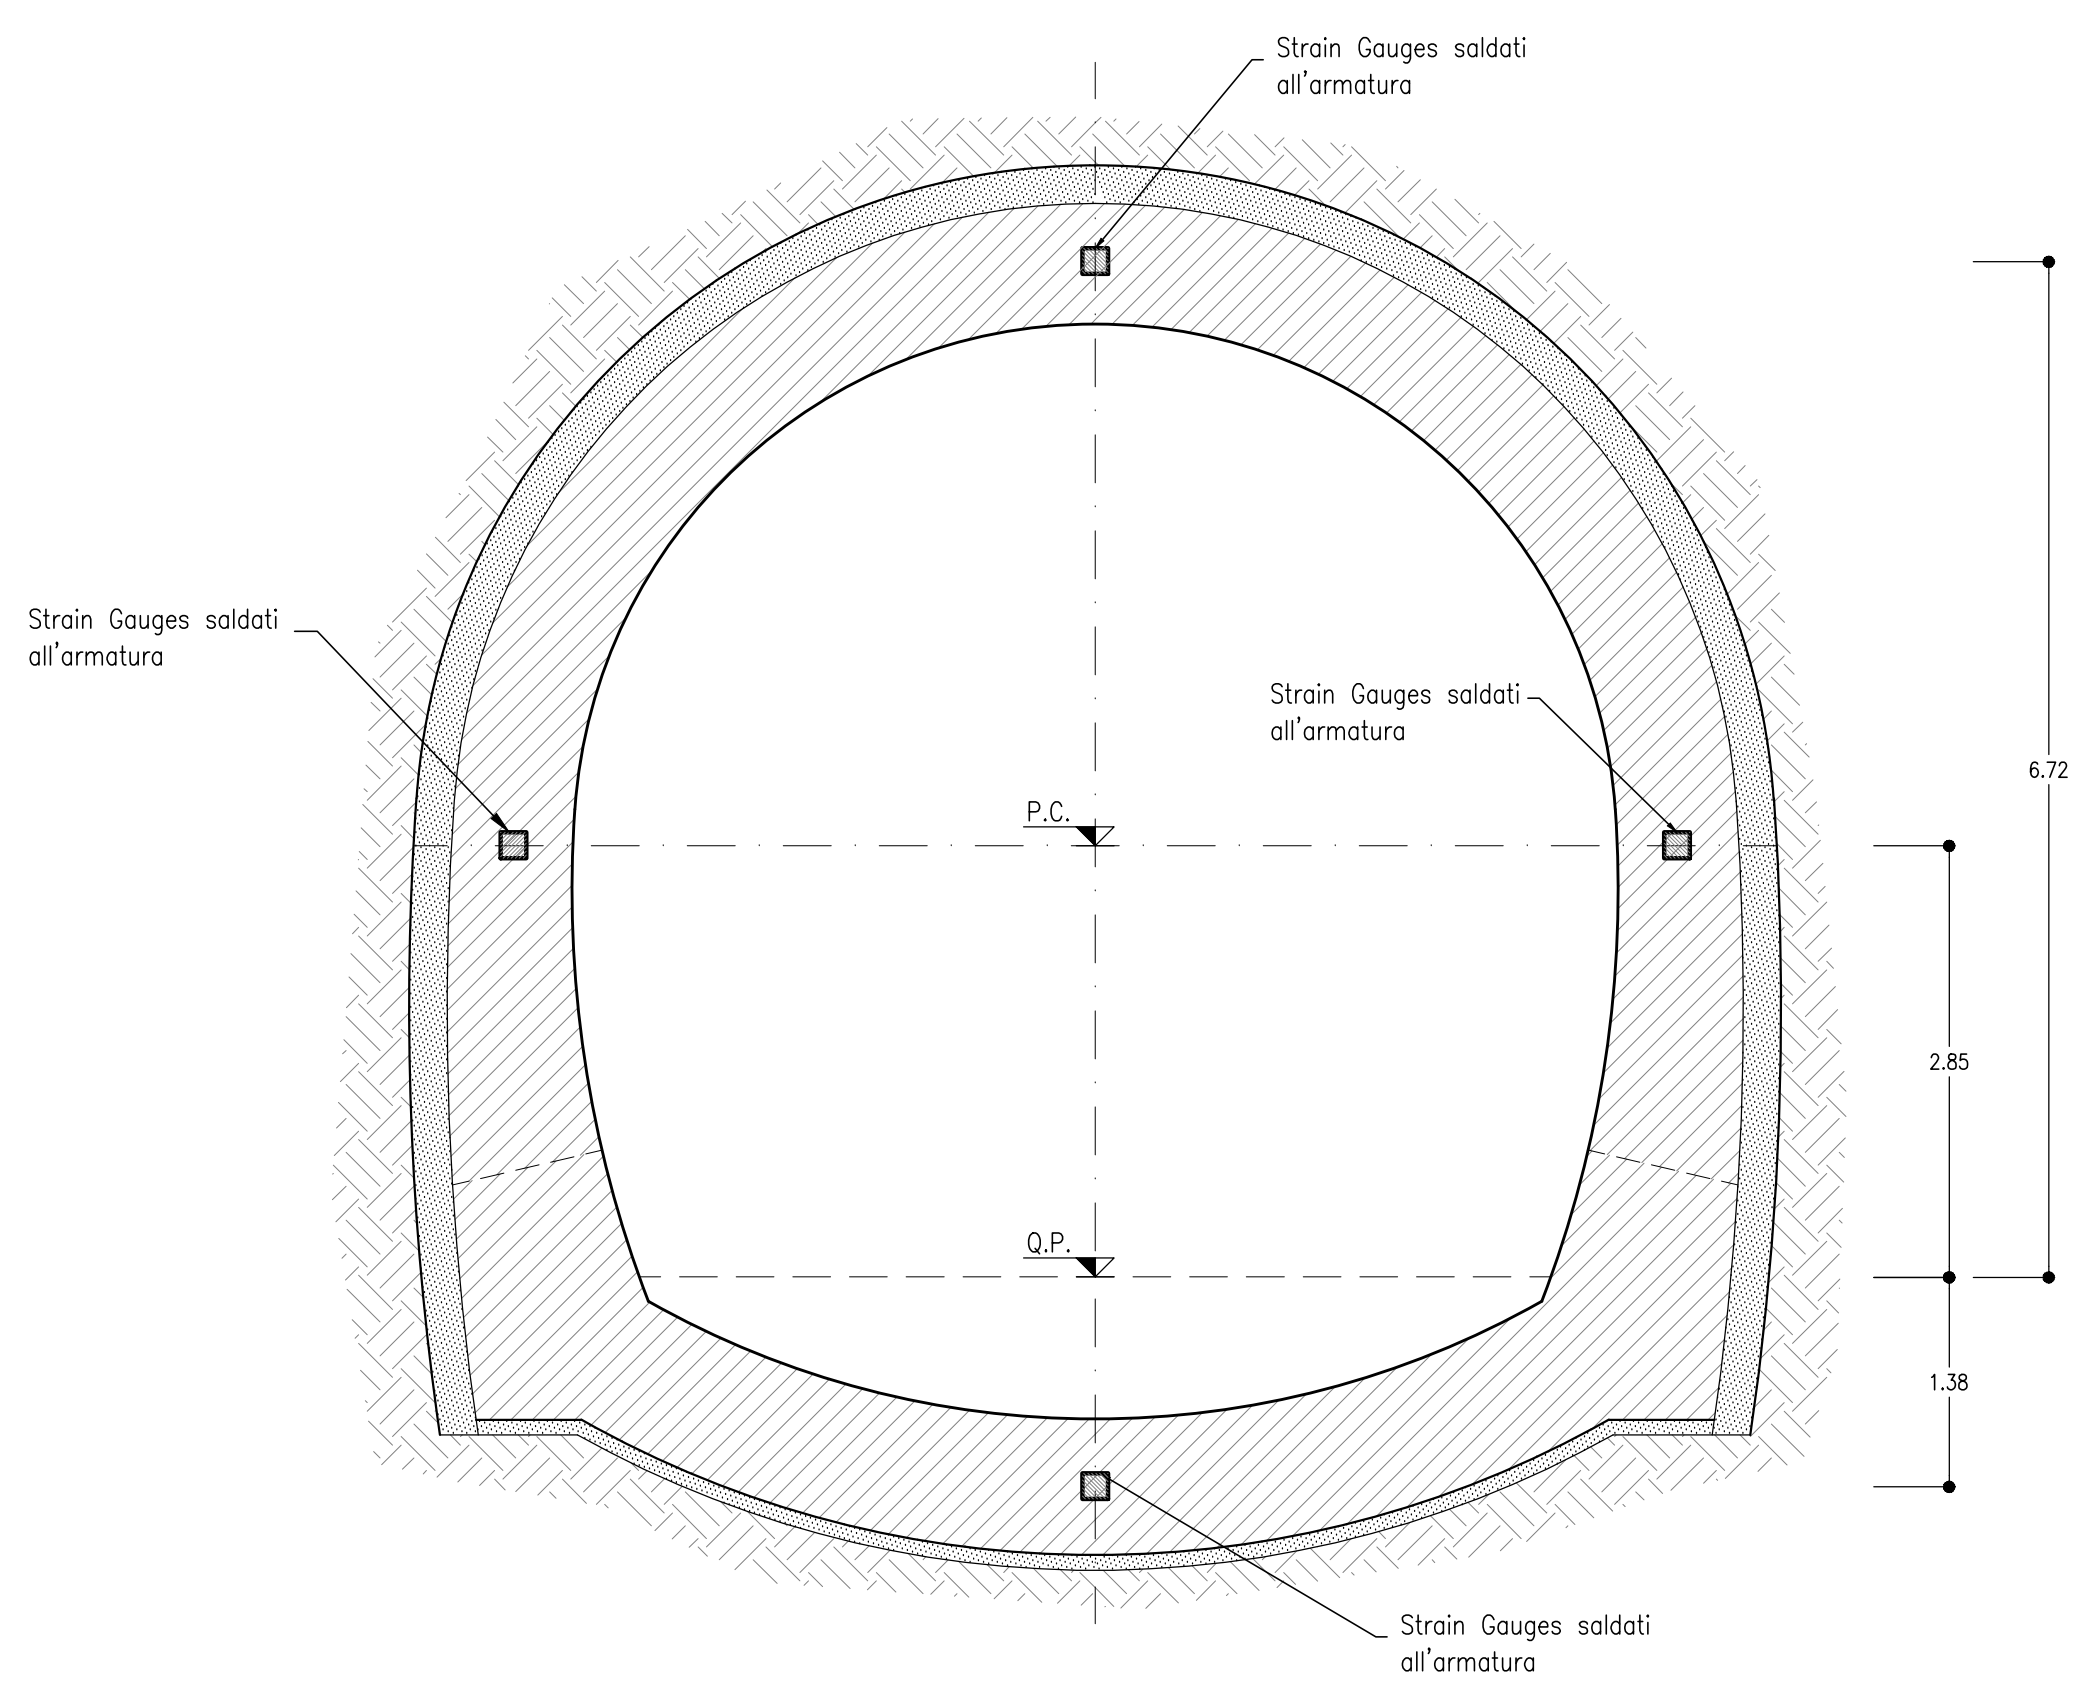 Strain Gauges saldati
all'armatura
Strain Gauges saldati
all'armatura
Strain Gauges saldati
all'armatura
6.72
P.C.
2.85
Q.P.
1.38
Strain Gauges saldati
all'armatura